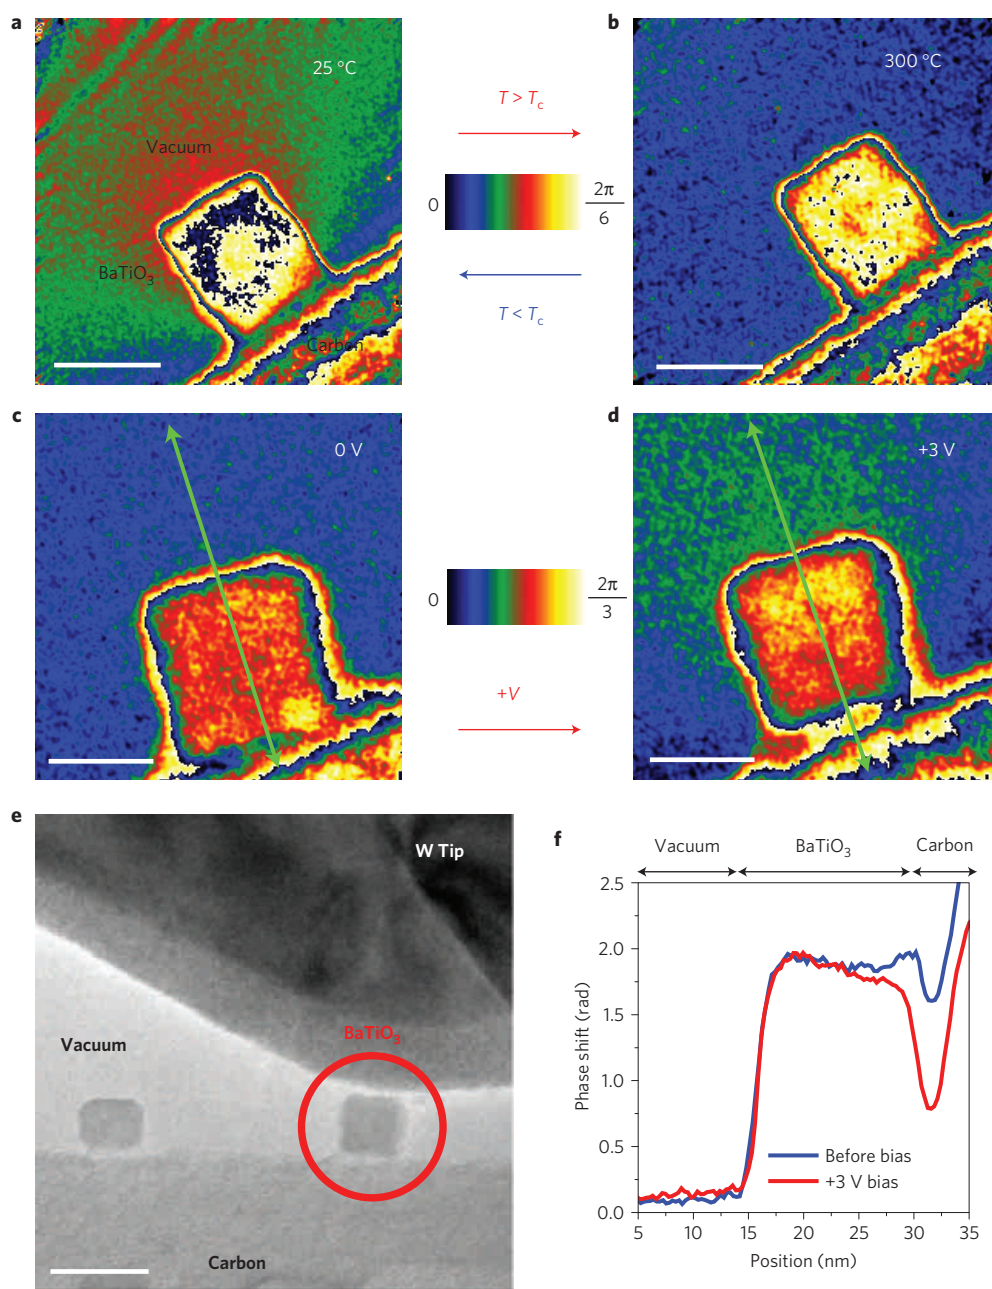 a
25 °C
Vacuum
BaTiO₃
Carbon
T > Tc
0
2π
6
T < Tc
b
300 °C
c
0 V
0
2π
3
+V
d
+3 V
e
W Tip
BaTiO₃
Vacuum
Carbon
f
Vacuum BaTiO₃ Carbon
2.5
2.0
1.5
1.0
0.5
0.0
Phase shift (rad)
Before bias
+3 V bias
5 10 15 20 25 30 35
Position (nm)